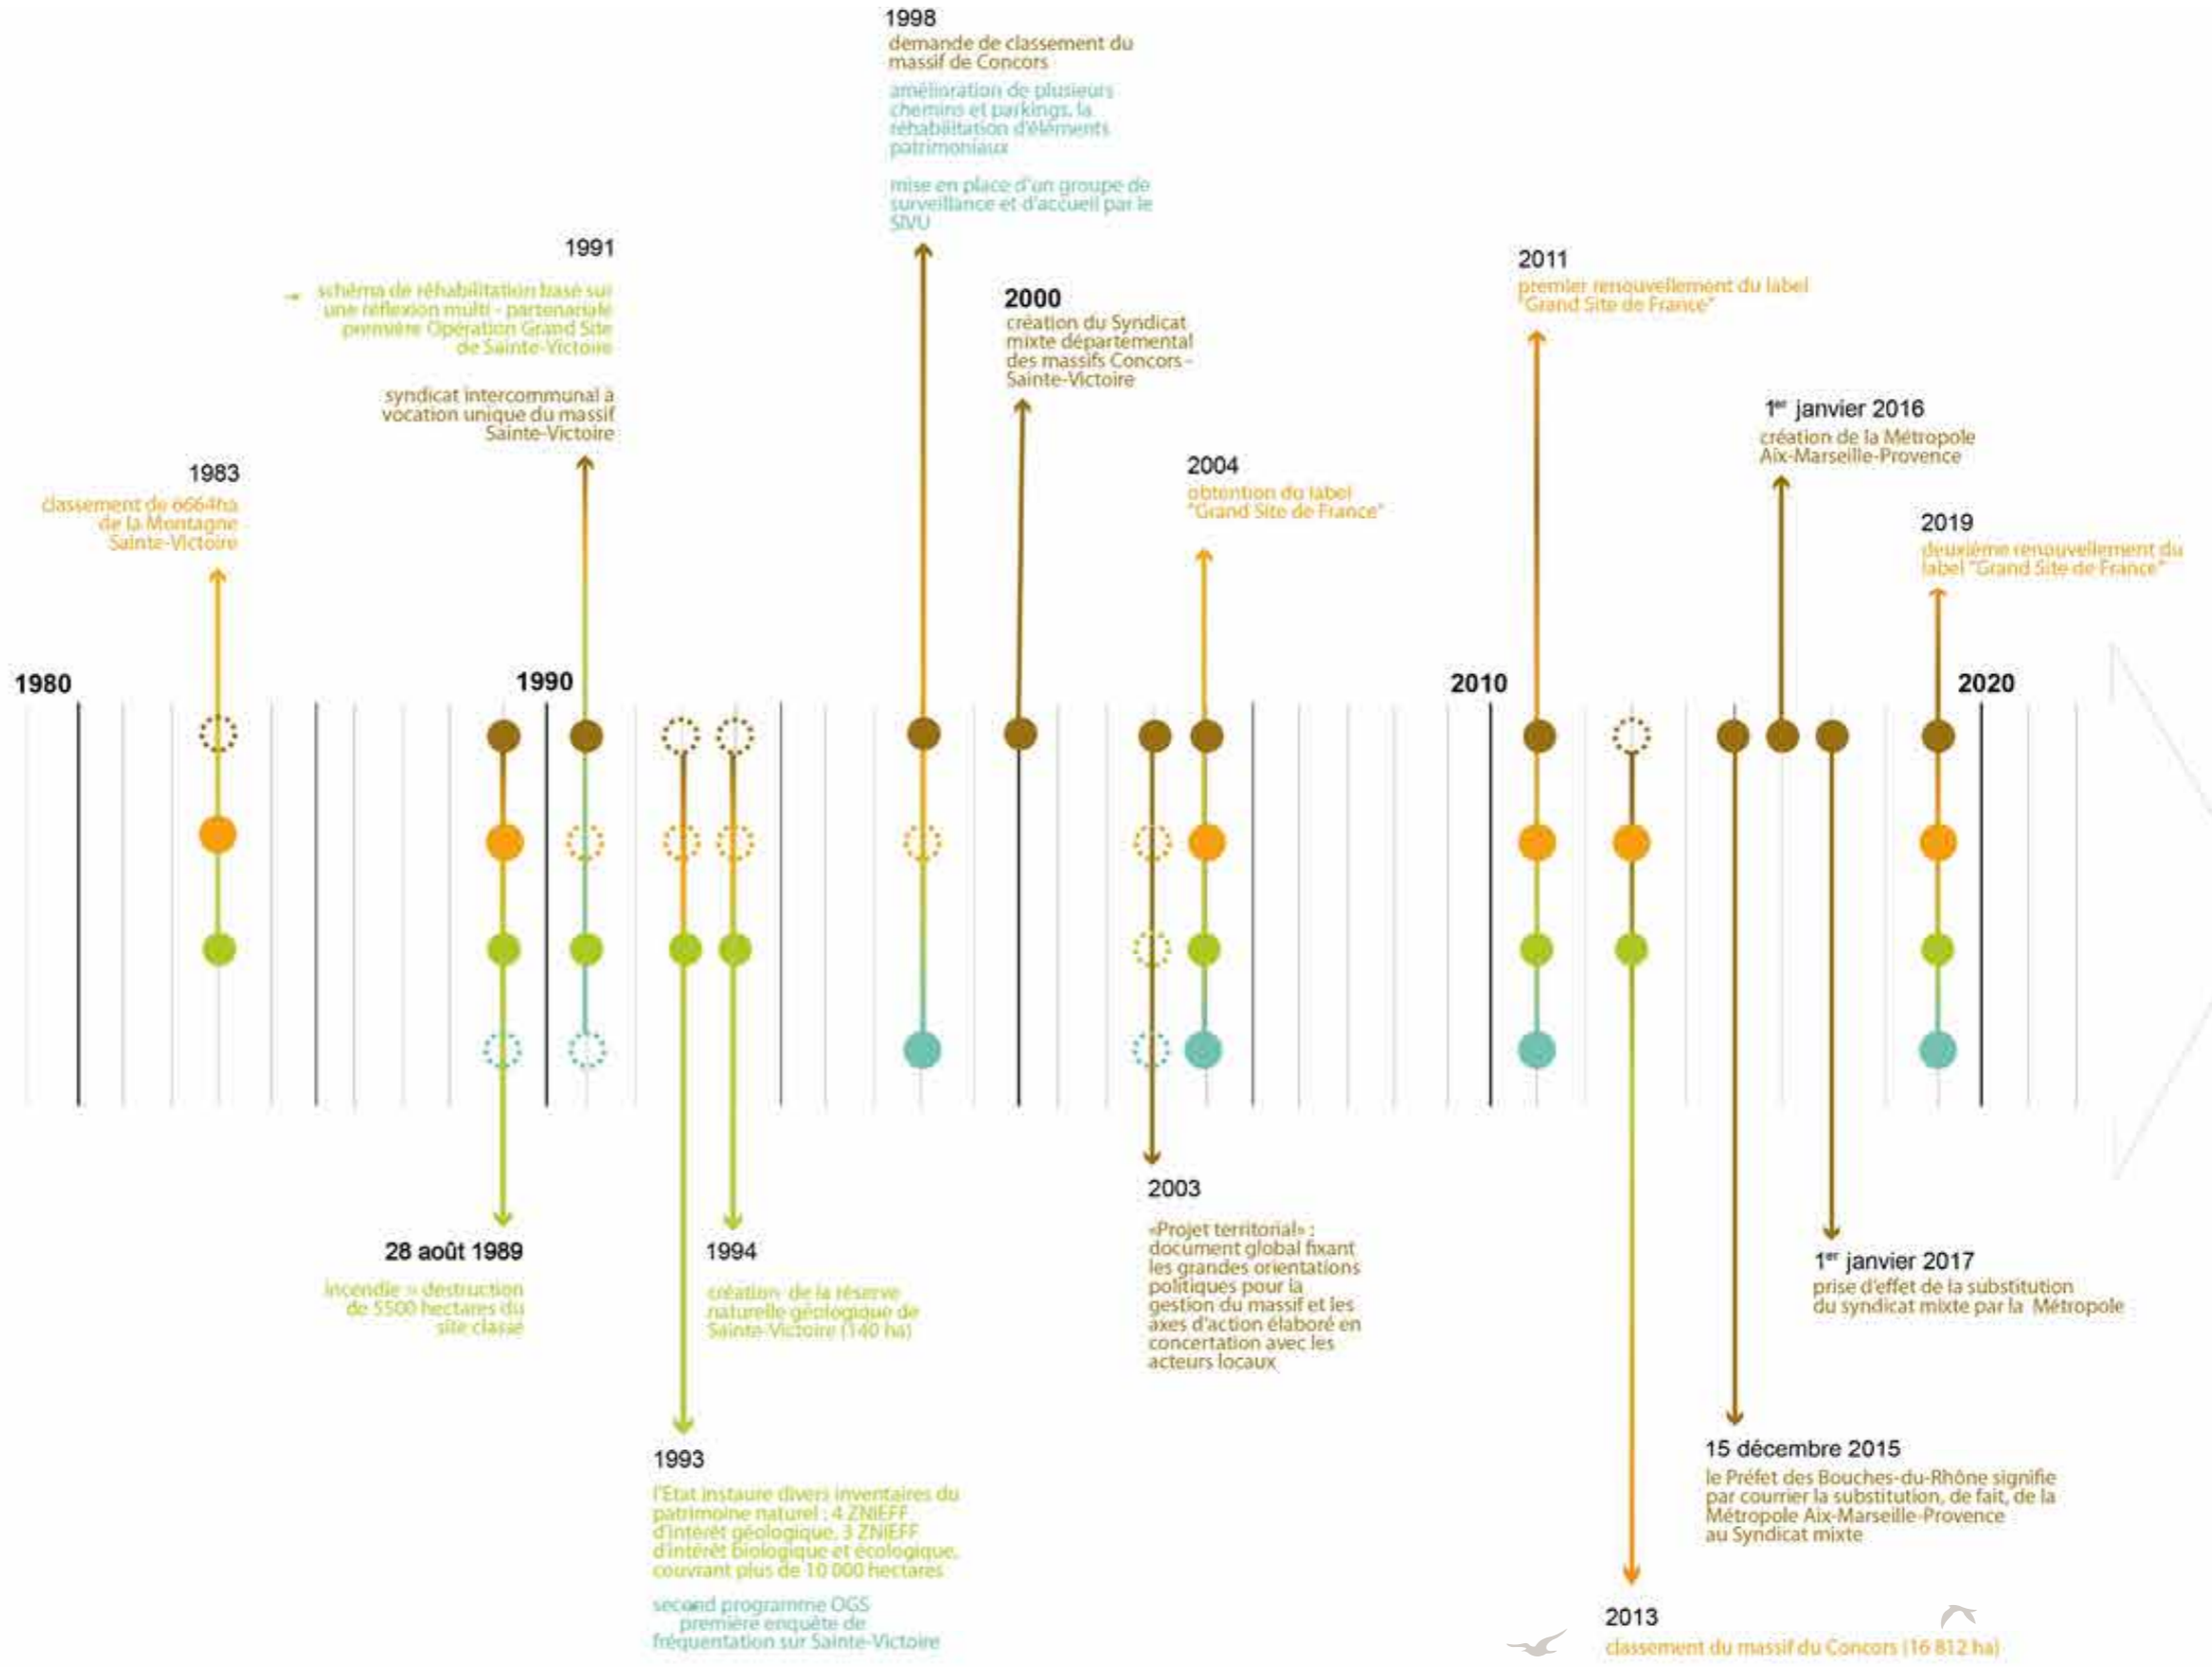 1998
demande de classement du
massif de Concors
amélioration de plusieurs
chemins et parkings, la
réhabilitation d'éléments
patrimoniaux
mise en place d'un groupe de
surveillance et d'accueil par le
SIVU
1991
schéma de réhabilitation basé sur
une réflexion multi - partenariale
première Opération Grand Site
de Sainte-Victoire
syndicat intercommunal à
vocation unique du massif
Sainte-Victoire
2000
création du Syndicat
mixte départemental
des massifs Concors -
Sainte-Victoire
2011
premier renouvellement du label
"Grand Site de France"
1er janvier 2016
création de la Métropole
Aix-Marseille-Provence
1983
classement de 6664ha
de la Montagne
Sainte-Victoire
2004
obtention du label
"Grand Site de France"
2019
deuxième renouvellement du
label "Grand Site de France"
1980
1990
2010
2020
28 août 1989
incendie » destruction
de 5500 hectares du
site classé
1994
création de la réserve
naturelle géologique de
Sainte-Victoire (140 ha)
2003
«Projet territorial» :
document global fixant
les grandes orientations
politiques pour la
gestion du massif et les
axes d'action élaboré en
concertation avec les
acteurs locaux
1er janvier 2017
prise d'effet de la substitution
du syndicat mixte par la Métropole
1993
l'Etat instaure divers inventaires du
patrimoine naturel : 4 ZNIEFF
d'intérêt géologique, 3 ZNIEFF
d'intérêt biologique et écologique,
couvrant plus de 10 000 hectares
second programme OGS
première enquête de
fréquentation sur Sainte-Victoire
15 décembre 2015
le Préfet des Bouches-du-Rhône signifie
par courrier la substitution, de fait, de la
Métropole Aix-Marseille-Provence
au Syndicat mixte
2013
classement du massif du Concors (16 812 ha)